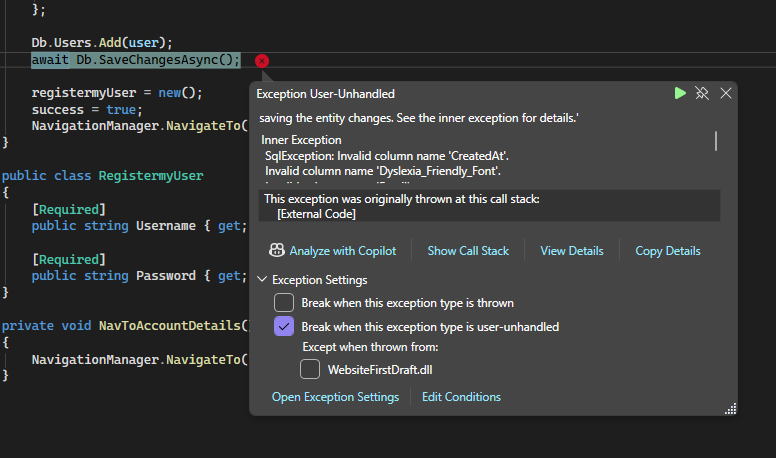 };
Db.Users.Add(user);
await Db.SaveChangesAsync();
registermyUser = new();
success = true;
NavigationManager.NavigateTo(
}
public class RegistermyUser
{
[Required]
public string Username { get;
[Required]
public string Password { get;
}
private void NavToAccountDetails(
{
NavigationManager.NavigateTo(
}
Exception User-Unhandled
saving the entity changes. See the inner exception for details.'
Inner Exception
SqlException: Invalid column name 'CreatedAt'.
Invalid column name 'Dyslexia_Friendly_Font'.
This exception was originally thrown at this call stack:
[External Code]
Analyze with Copilot
Show Call Stack
View Details
Copy Details
Exception Settings
Break when this exception type is thrown
Break when this exception type is user-unhandled
Except when thrown from:
WebsiteFirstDraft.dll
Open Exception Settings
Edit Conditions